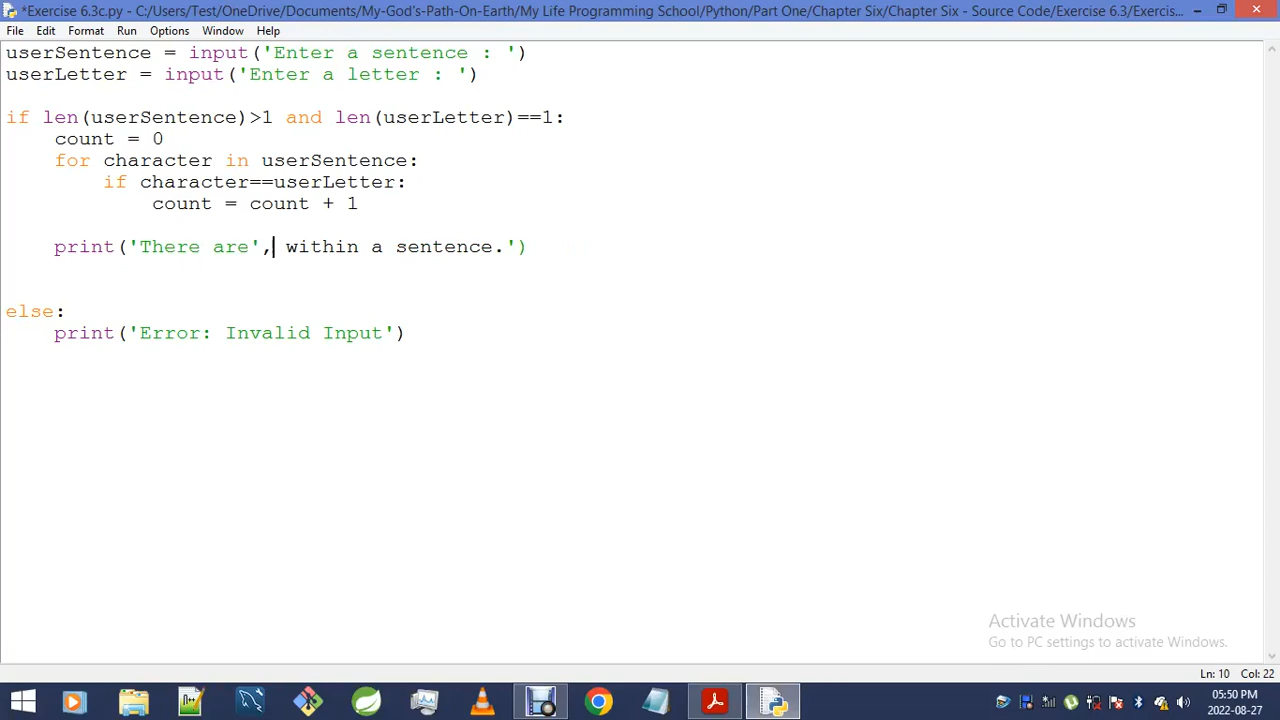 *Exercise 6.3c.py - C:/Users/Test/OneDrive/Documents/My-God's-Path-On-Earth/My Life Programming School/Python/Part One/Chapter Six/Chapter Six - Source Code/Exercise 6.3/Exercis...
File Edit Format Run Options Window Help
userSentence = input('Enter a sentence : ')
userLetter = input('Enter a letter : ')
if len(userSentence)>1 and len(userLetter)==1:
    count = 0
    for character in userSentence:
        if character==userLetter:
            count = count + 1
    print('There are', within a sentence.')
else:
    print('Error: Invalid Input')
Activate Windows
Go to PC settings to activate Windows.
Ln: 10 Col: 22
05:50 PM
2022-08-27